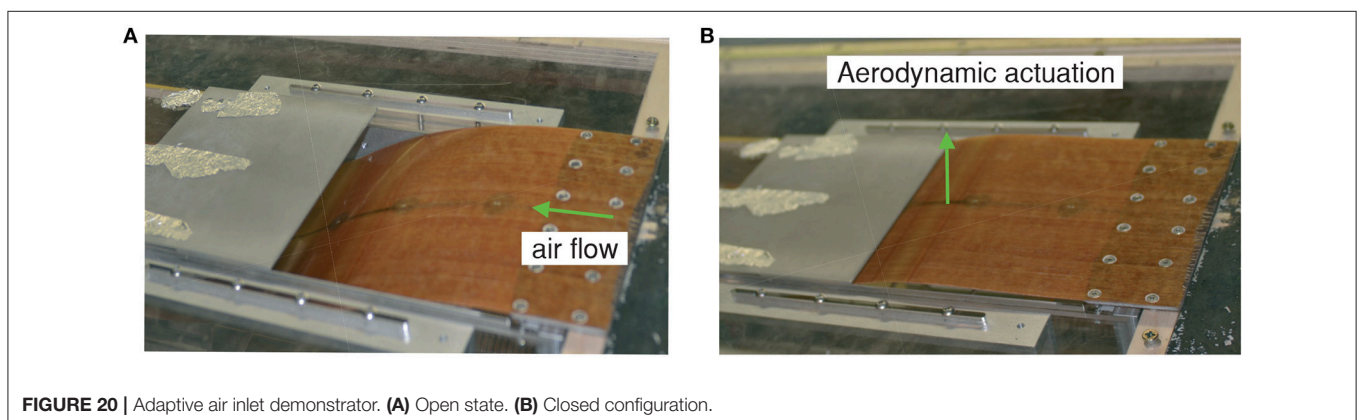 A
B
Aerodynamic actuation
air flow
FIGURE 20 | Adaptive air inlet demonstrator. (A) Open state. (B) Closed configuration.